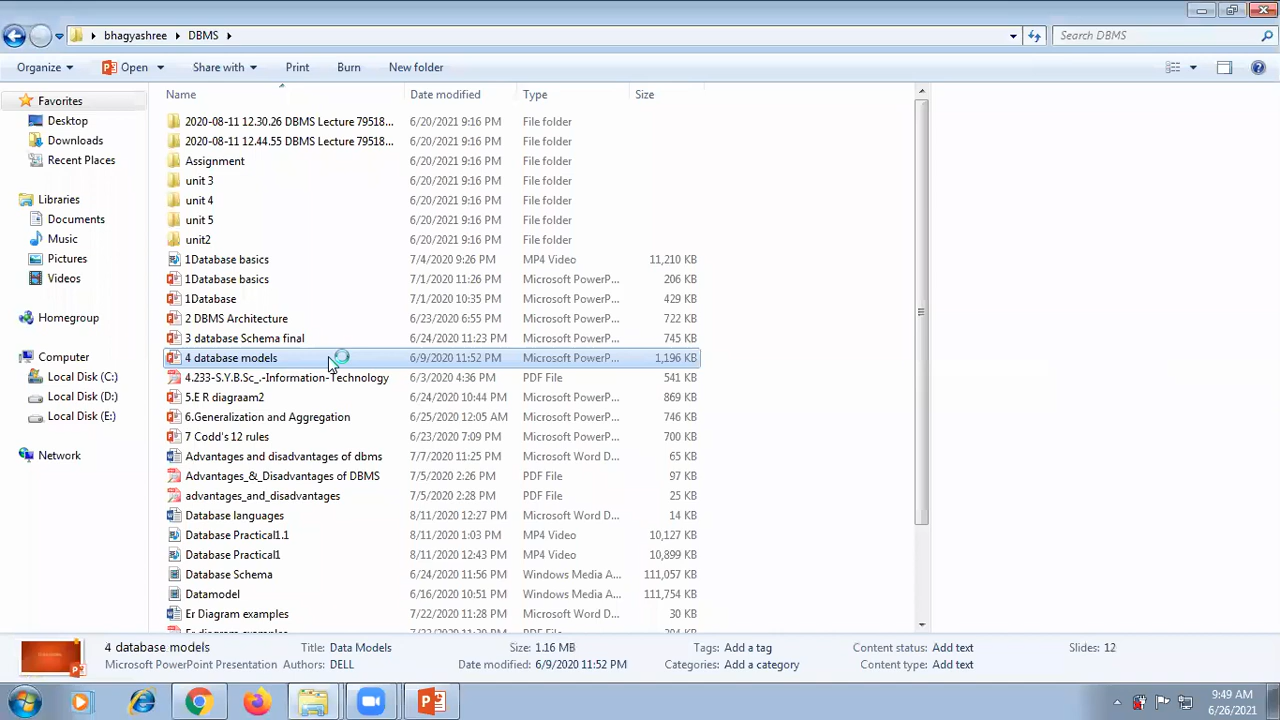 bhagyashree DBMS Search DBMS
Organize Open Share with Print Burn New folder
Name Date modified Type Size
Favorites
Desktop
Downloads
Recent Places
Libraries
Documents
Music
Pictures
Videos
Homegroup
Computer
Local Disk (C:)
Local Disk (D:)
Local Disk (E:)
Network
2020-08-11 12.30.26 DBMS Lecture 79518... 6/20/2021 9:16 PM File folder
2020-08-11 12.44.55 DBMS Lecture 79518... 6/20/2021 9:16 PM File folder
Assignment 6/20/2021 9:16 PM File folder
unit 3 6/20/2021 9:16 PM File folder
unit 4 6/20/2021 9:16 PM File folder
unit 5 6/20/2021 9:16 PM File folder
unit2 6/20/2021 9:16 PM File folder
1Database basics 7/4/2020 9:26 PM MP4 Video 11,210 KB
1Database basics 7/1/2020 11:26 PM Microsoft PowerP... 206 KB
1Database 7/1/2020 10:35 PM Microsoft PowerP... 429 KB
2 DBMS Architecture 6/23/2020 6:55 PM Microsoft PowerP... 722 KB
3 database Schema final 6/24/2020 11:23 PM Microsoft PowerP... 745 KB
4 database models 6/9/2020 11:52 PM Microsoft PowerP... 1,196 KB
4.233-S.Y.B.Sc_.-Information-Technology 6/3/2020 4:36 PM PDF File 541 KB
5.E R diagraam2 6/24/2020 10:44 PM Microsoft PowerP... 869 KB
6.Generalization and Aggregation 6/25/2020 12:05 AM Microsoft PowerP... 746 KB
7 Codd's 12 rules 6/23/2020 7:09 PM Microsoft PowerP... 700 KB
Advantages and disadvantages of dbms 7/7/2020 11:25 PM Microsoft Word D... 65 KB
Advantages_&_Disadvantages of DBMS 7/5/2020 2:26 PM PDF File 97 KB
advantages_and_disadvantages 7/5/2020 2:28 PM PDF File 25 KB
Database languages 8/11/2020 12:27 PM Microsoft Word D... 14 KB
Database Practical1.1 8/11/2020 1:03 PM MP4 Video 10,127 KB
Database Practical1 8/11/2020 12:43 PM MP4 Video 10,899 KB
Database Schema 6/24/2020 11:56 PM Windows Media A... 111,057 KB
Datamodel 6/16/2020 10:51 PM Windows Media A... 111,754 KB
Er Diagram examples 7/22/2020 11:28 PM Microsoft Word D... 30 KB
4 database models Title: Data Models Size: 1.16 MB Tags: Add a tag Content status: Add text Slides: 12
Microsoft PowerPoint Presentation Authors: DELL Date modified: 6/9/2020 11:52 PM Categories: Add a category Content type: Add text
9:49 AM
6/26/2021